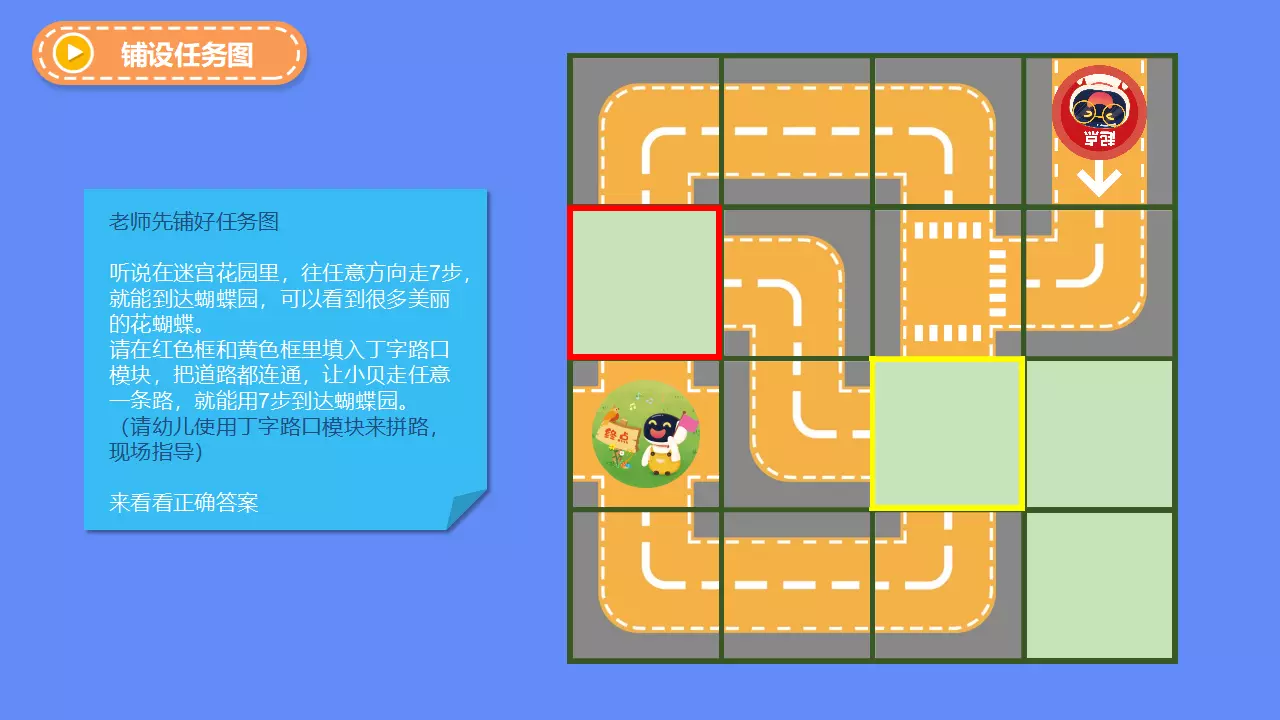 铺设任务图
老师先铺好任务图
听说在迷宫花园里，往任意方向走7步，
就能到达蝴蝶园，可以看到很多美丽
的花蝴蝶。
请在红色框和黄色框里填入丁字路口
模块，把道路都连通，让小贝走任意
一条路，就能用7步到达蝴蝶园。
（请幼儿使用丁字路口模块来拼路，
现场指导）
来看看正确答案
起点
终点